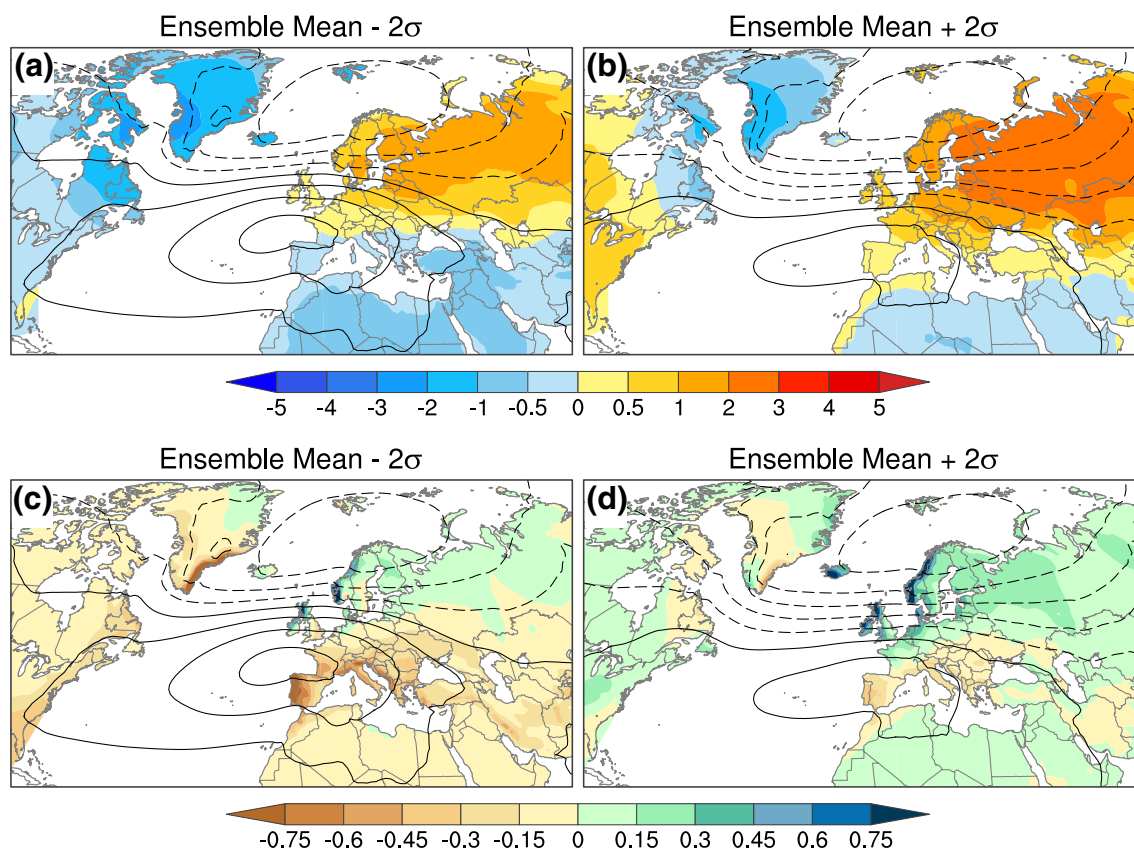 Ensemble Mean - 2σ
Ensemble Mean + 2σ
(a)
(b)
-5 -4 -3 -2 -1 -0.5 0 0.5 1 2 3 4 5
Ensemble Mean - 2σ
Ensemble Mean + 2σ
(c)
(d)
-0.75 -0.6 -0.45 -0.3 -0.15 0 0.15 0.3 0.45 0.6 0.75